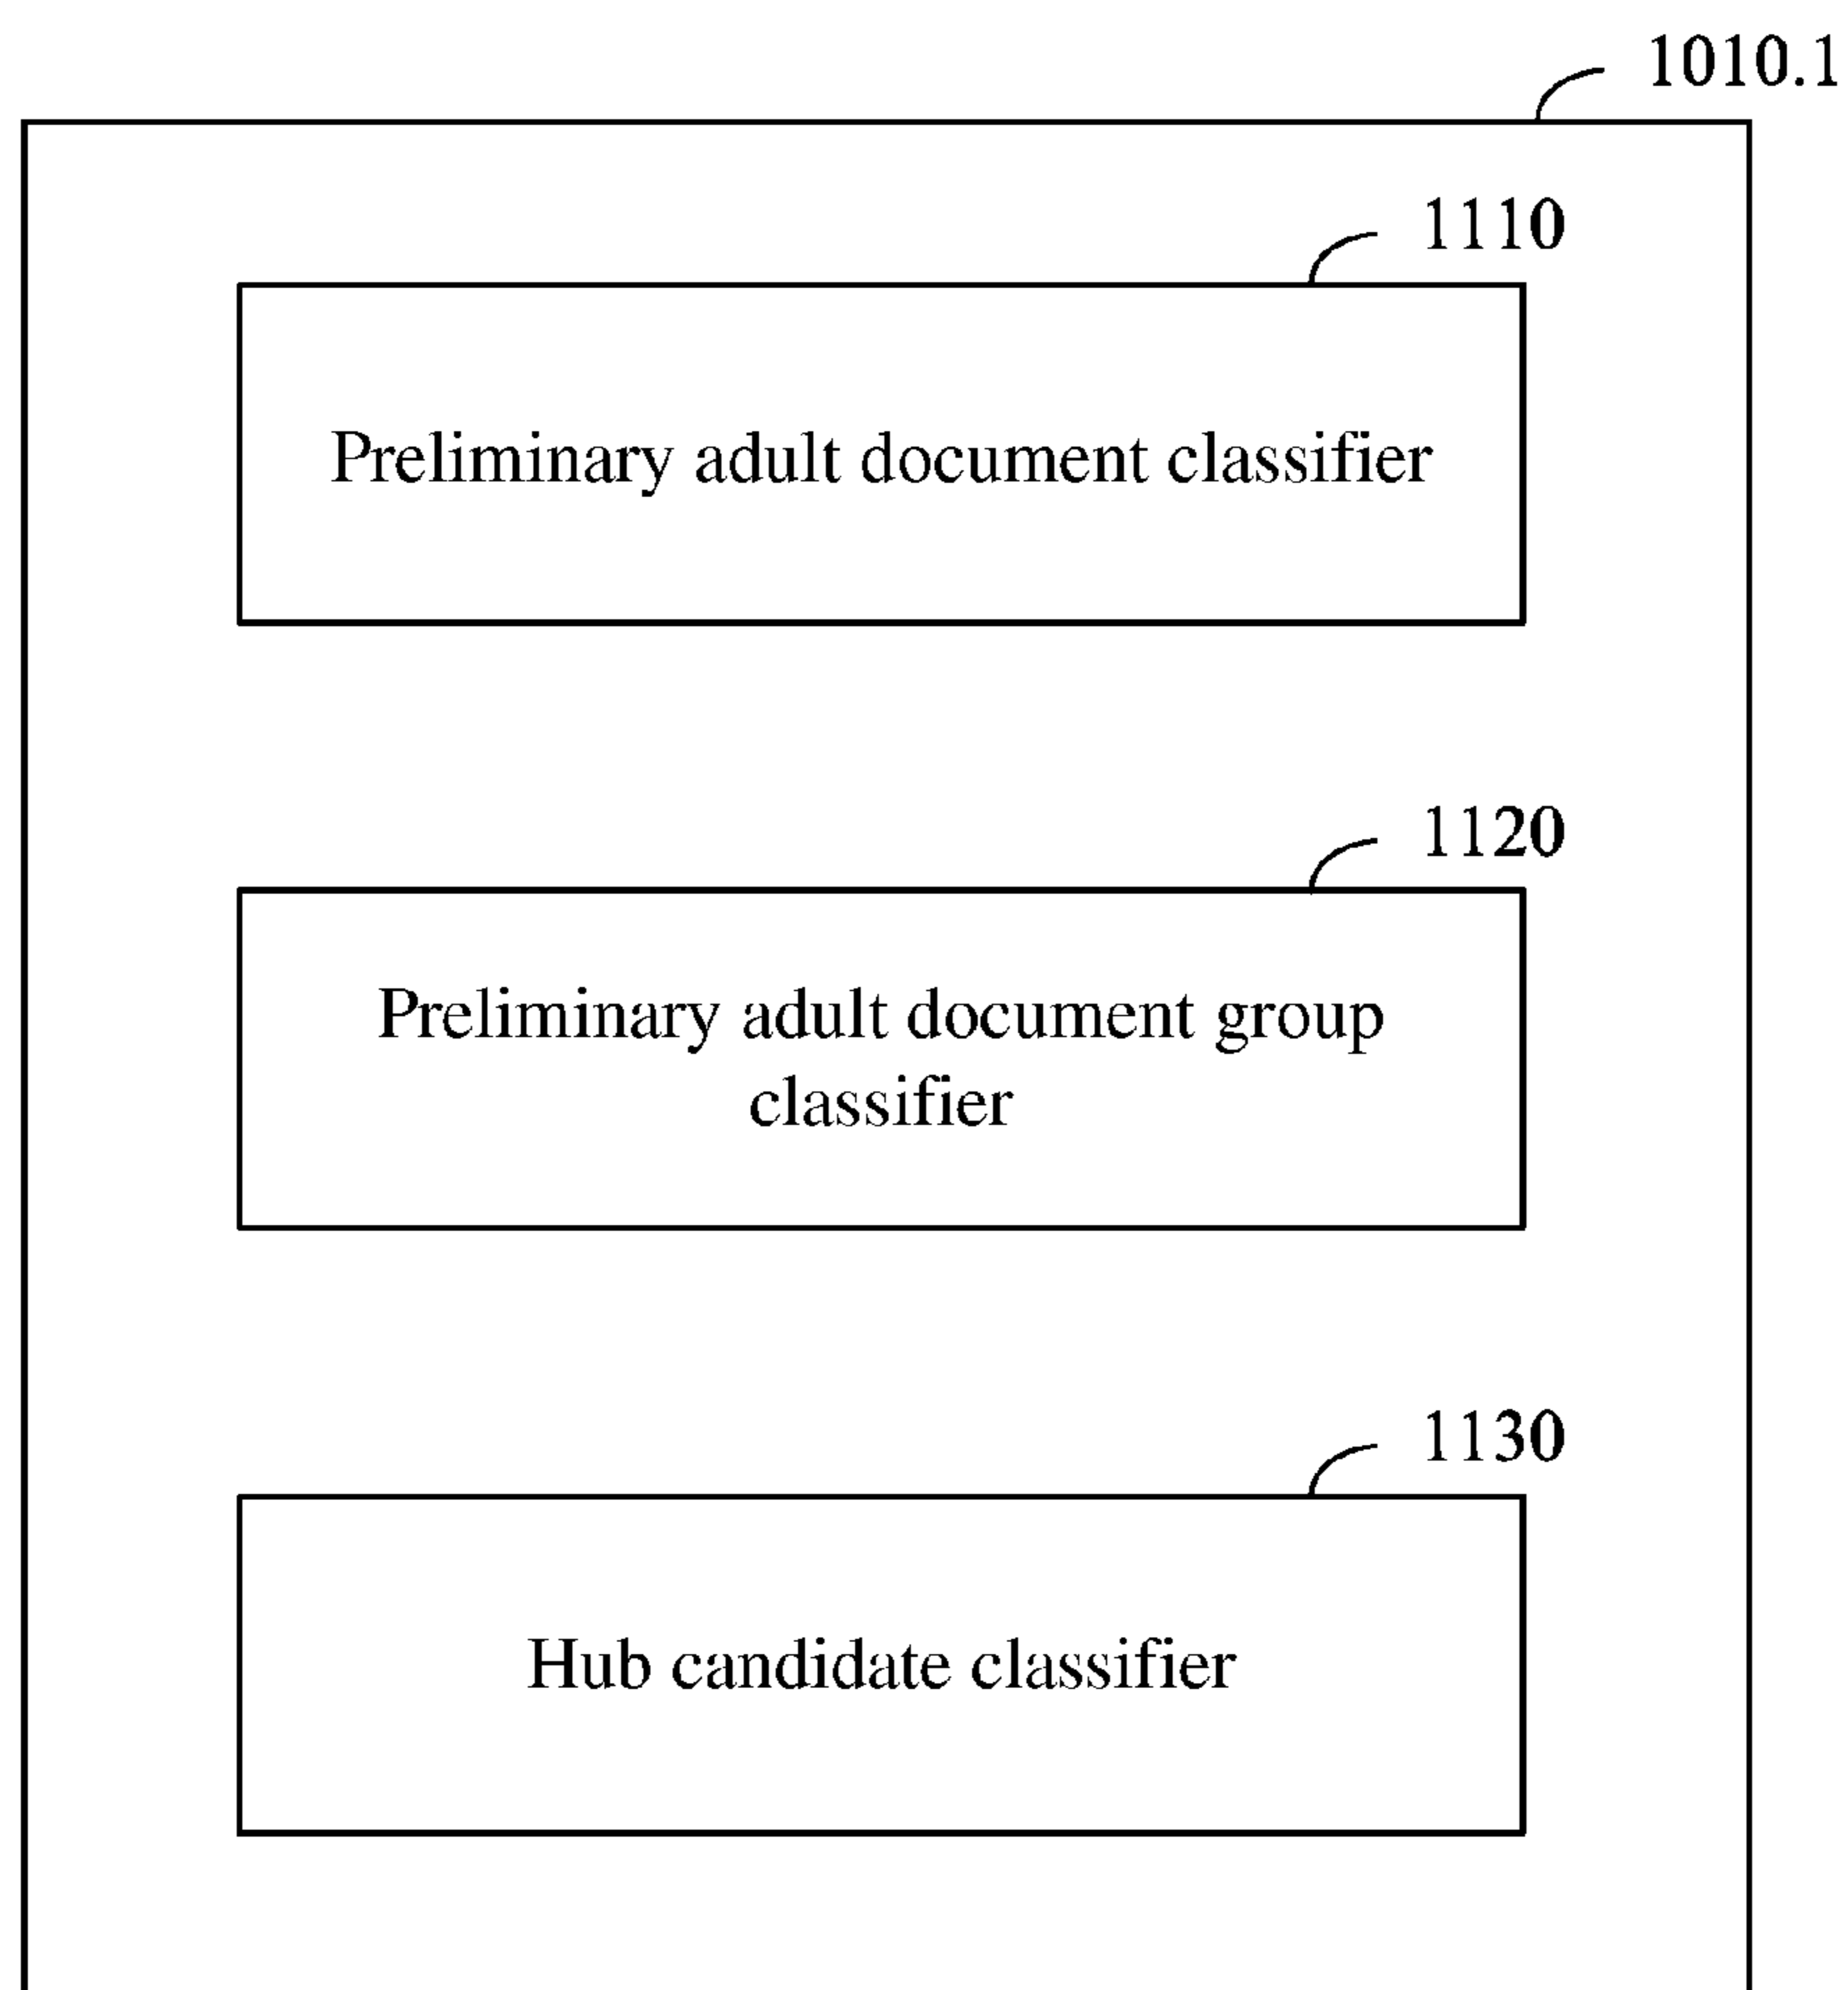 1010.1
1110
Preliminary adult document classifier
1120
Preliminary adult document group
classifier
1130
Hub candidate classifier